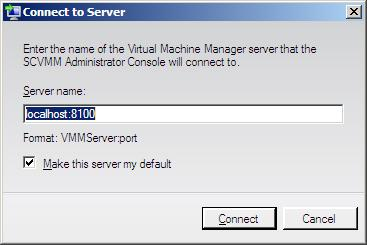 Connect to Server
Enter the name of the Virtual Machine Manager server that the
SCVMM Administrator Console will connect to.
Server name:
localhost:8100
Format: VMMServer:port
Make this server my default
Connect
Cancel